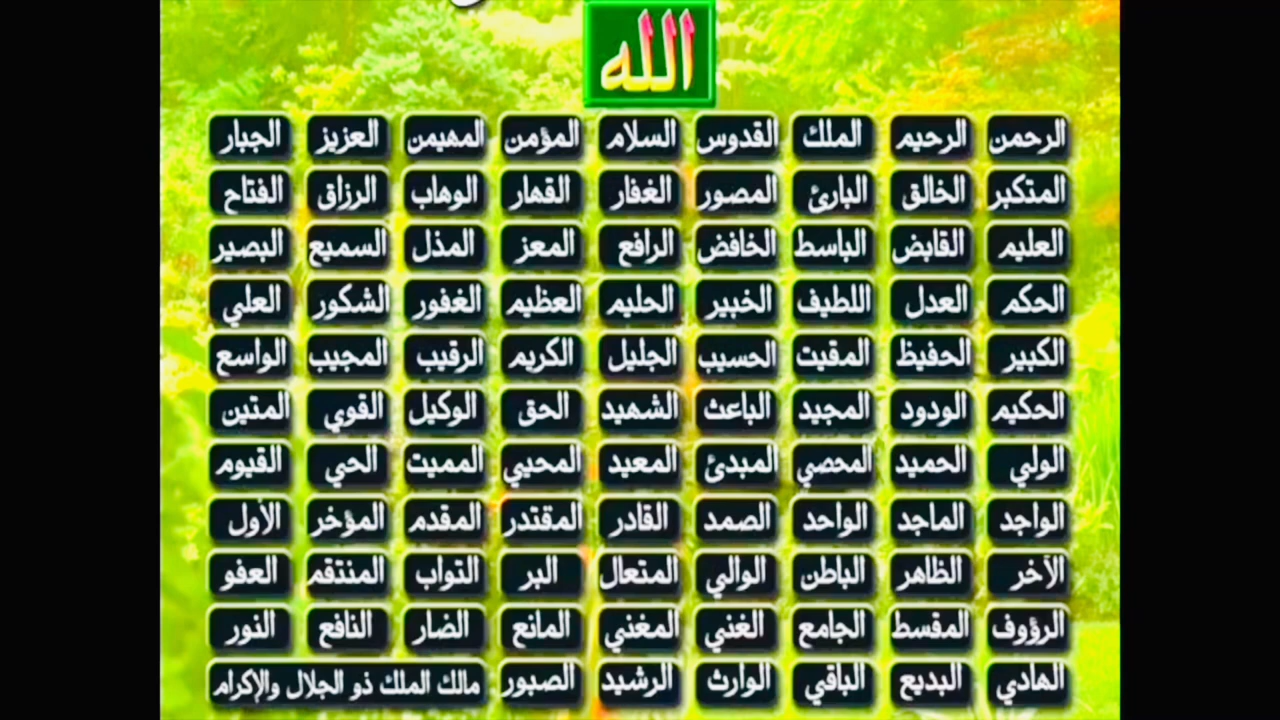 الله
الرحمن الرحيم الملك القدوس السلام المؤمن المهيمن العزيز الجبار
المتكبر الخالق البارئ المصور الغفار القهار الوهاب الرزاق الفتاح
العليم القابض الباسط الخافض الرافع المعز المذل السميع البصير
الحكم العدل اللطيف الخبير الحليم العظيم الغفور الشكور العلي
الكبير الحفيظ المقيت الحسيب الجليل الكريم الرقيب المجيب الواسع
الحكيم الودود المجيد الباعث الشهيد الحق الوكيل القوي المتين
الولي الحميد المحصي المبدئ المعيد المحيي المميت الحي القيوم
الواجد الماجد الواحد الصمد القادر المقتدر المقدم المؤخر الأول
الآخر الظاهر الباطن الوالي المتعال البر التواب المنتقم العفو
الرؤوف المقسط الجامع الغني المغني المانع الضار النافع النور
الهادي البديع الباقي الوارث الرشيد الصبور مالك الملك ذو الجلال والإكرام